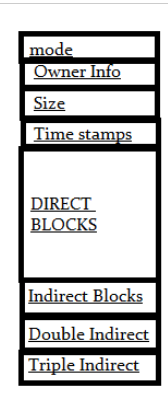 mode
Owner Info
Size
Time stamps
DIRECT
BLOCKS
Indirect Blocks
Double Indirect
Triple Indirect